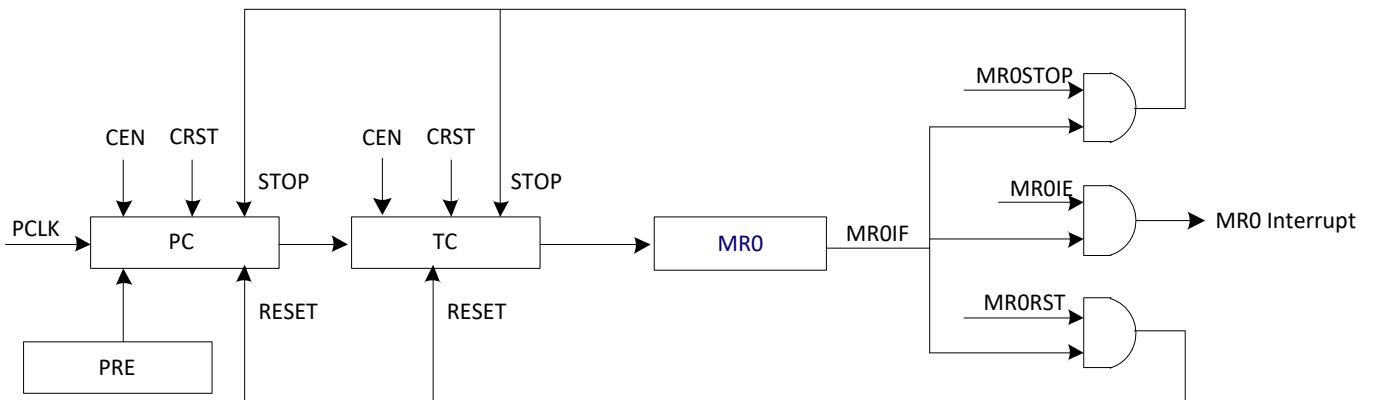 MR0STOP
CEN
CRST
CEN
CRST
STOP
STOP
MR0IE
PCLK
PC
TC
MR0
MR0IF
MR0 Interrupt
RESET
RESET
MR0RST
PRE